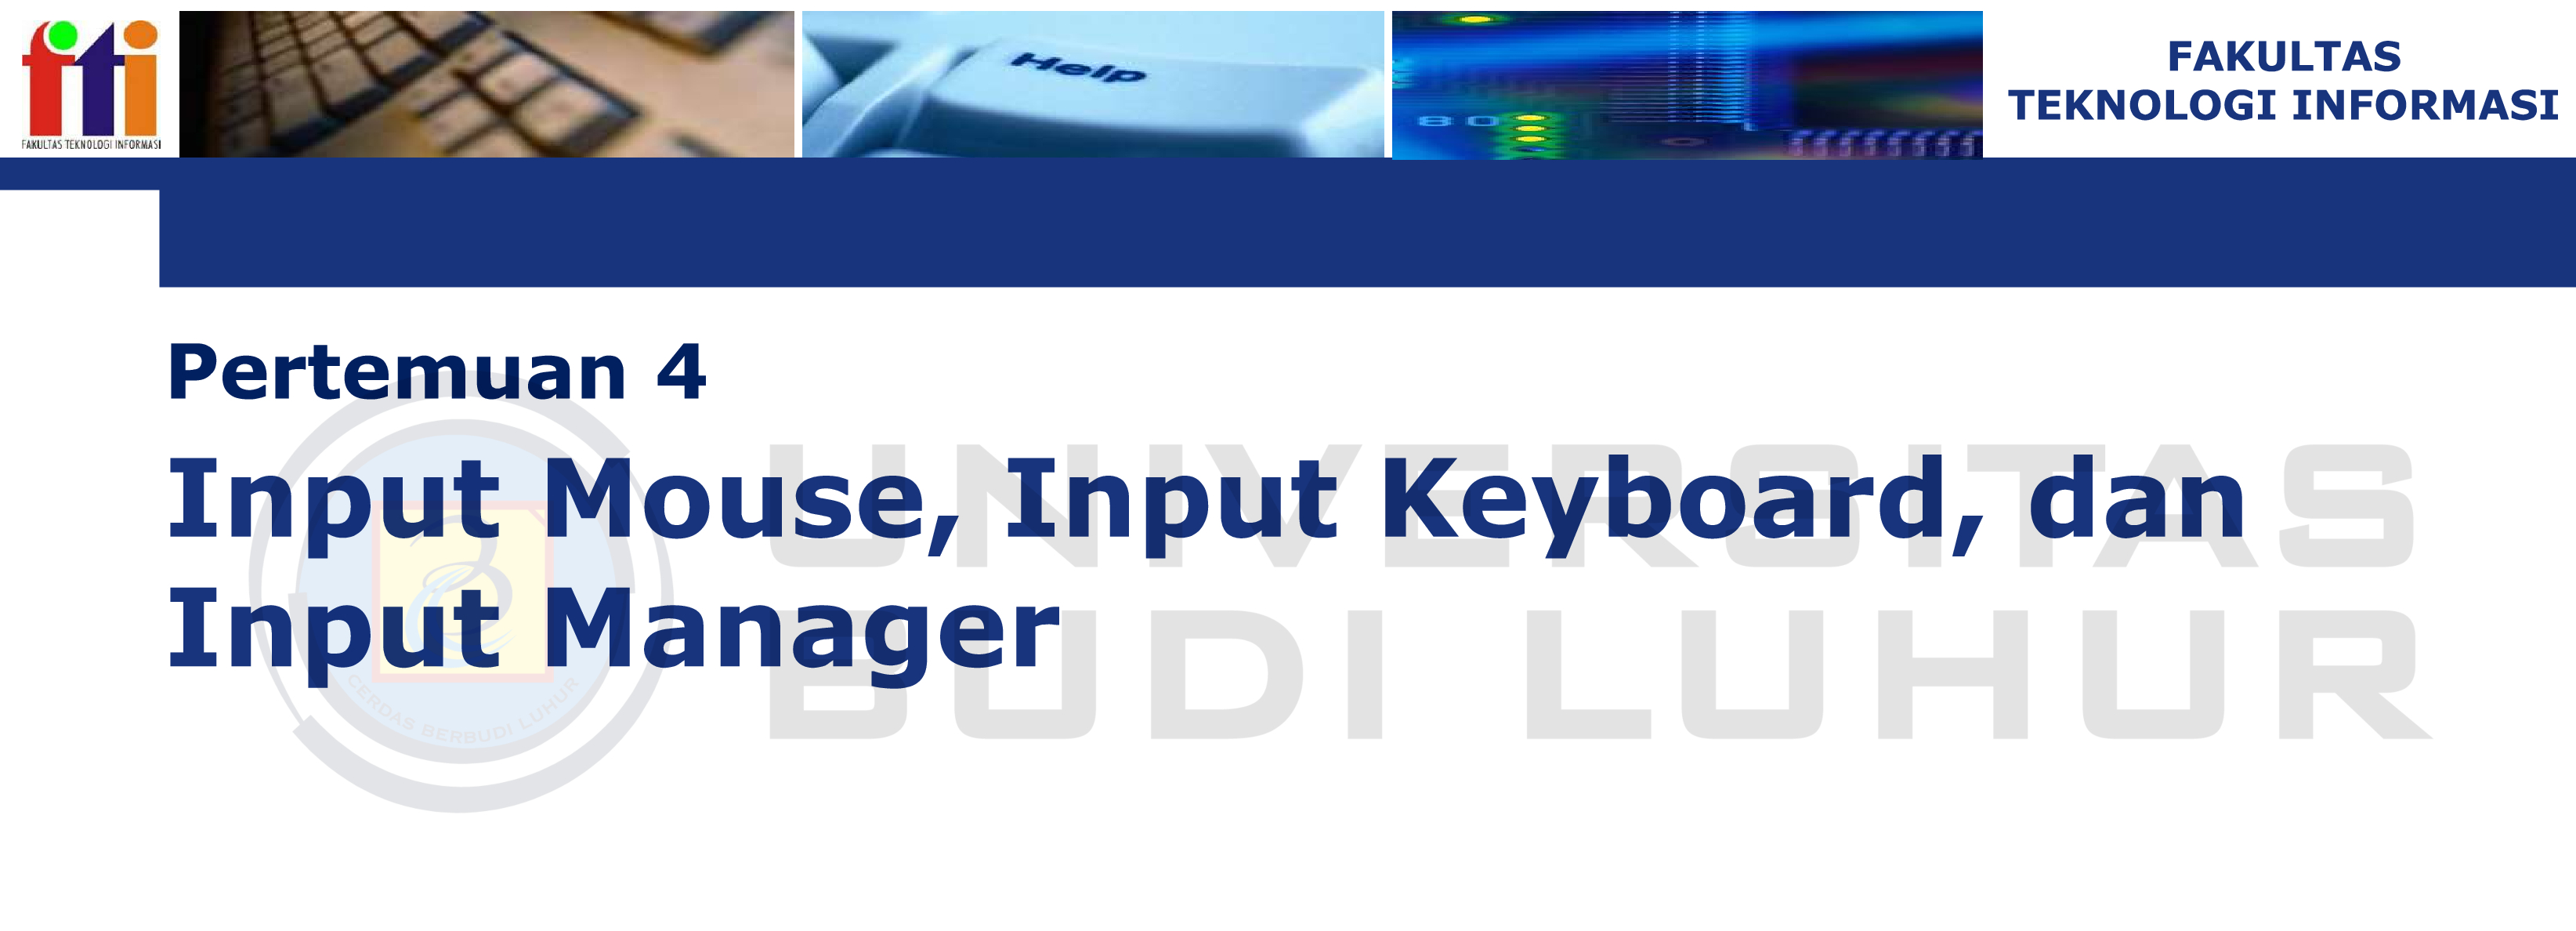 fti
FAKULTAS TEKNOLOGI INFORMASI
Help
80
FAKULTAS
TEKNOLOGI INFORMASI
Pertemuan 4
Input Mouse, Input Keyboard, dan
Input Manager
UNIVERSITAS
BUDI LUHUR
CERDAS BERBUDI LUHUR